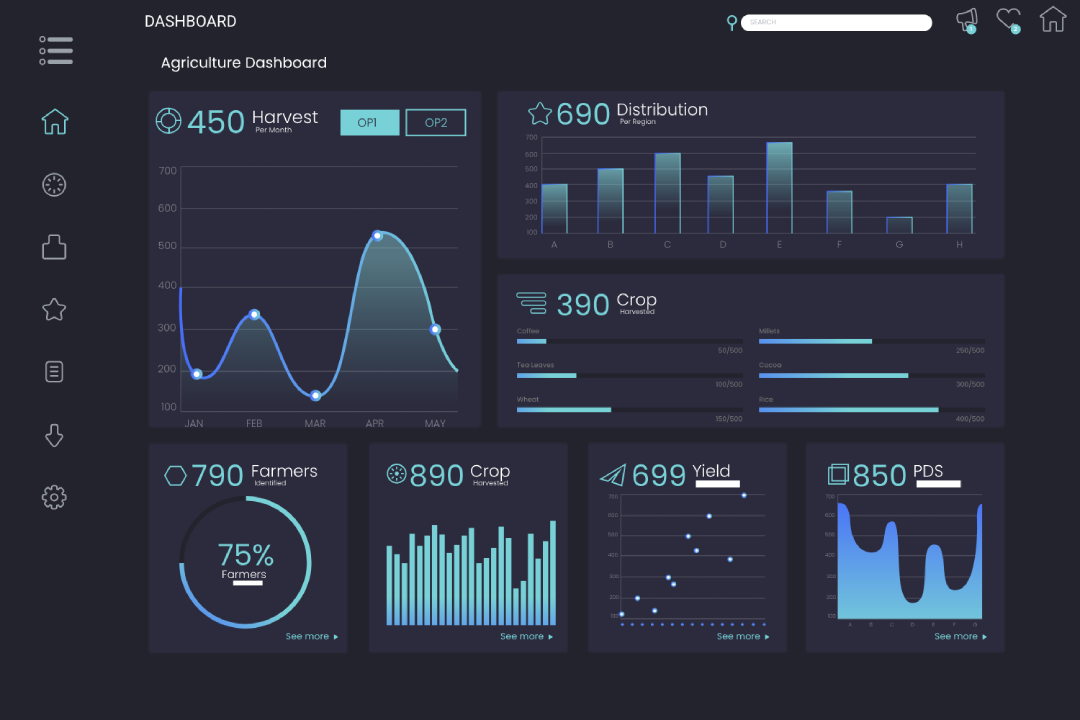 DASHBOARD
SEARCH
1
2
Agriculture Dashboard
450 Harvest
Per Month
OP1
OP2
700
600
500
400
300
200
100
JAN FEB MAR APR MAY
690 Distribution
Per Region
700
600
500
400
300
200
100
A B C D E F G H
390 Crop
Harvested
Coffee
50/500
Tea Leaves
100/500
Wheat
150/500
Millets
250/500
Cocoa
300/500
Rice
400/500
790 Farmers
Identified
75%
Farmers
See more
890 Crop
Harvested
See more
699 Yield
700
600
500
400
300
200
100
See more
850 PDS
700
600
500
400
300
200
100
A B C D E F
See more